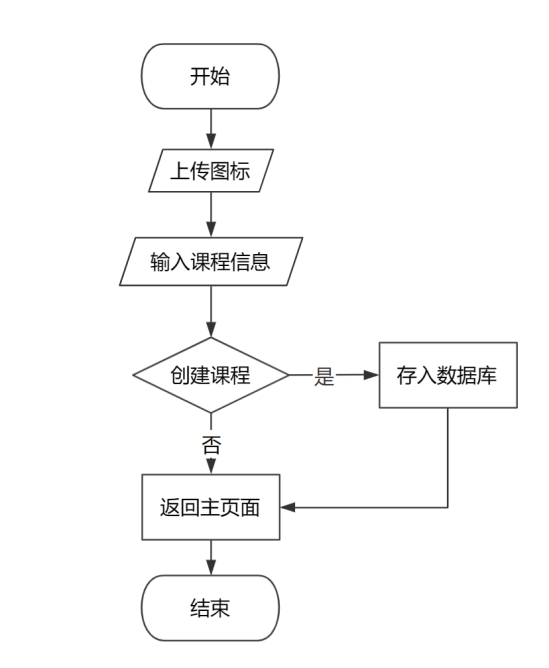 开始
上传图标
输入课程信息
创建课程
是
存入数据库
否
返回主页面
结束